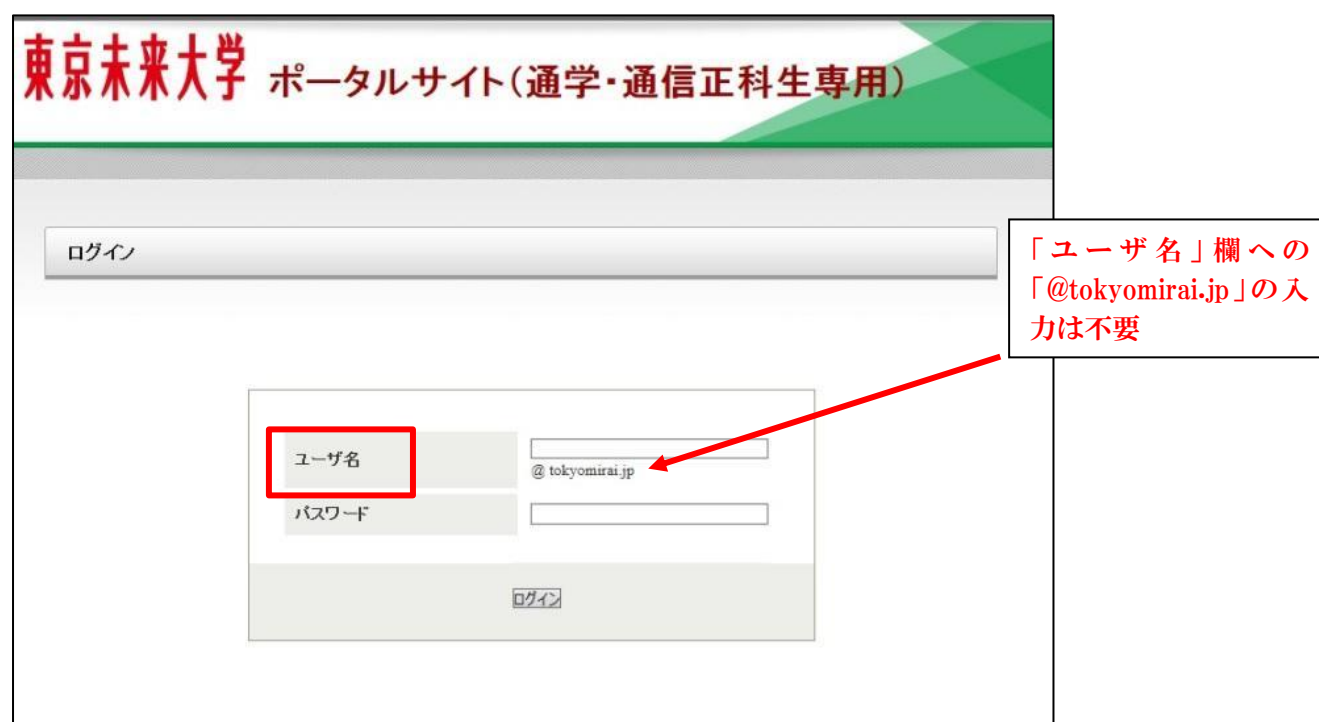 東京未来大学 ポータルサイト(通学・通信正科生専用)
ログイン
「ユーザ名」欄への
「@tokyomirai.jp」の入
力は不要
ユーザ名
@ tokyomirai.jp
パスワード
ログイン